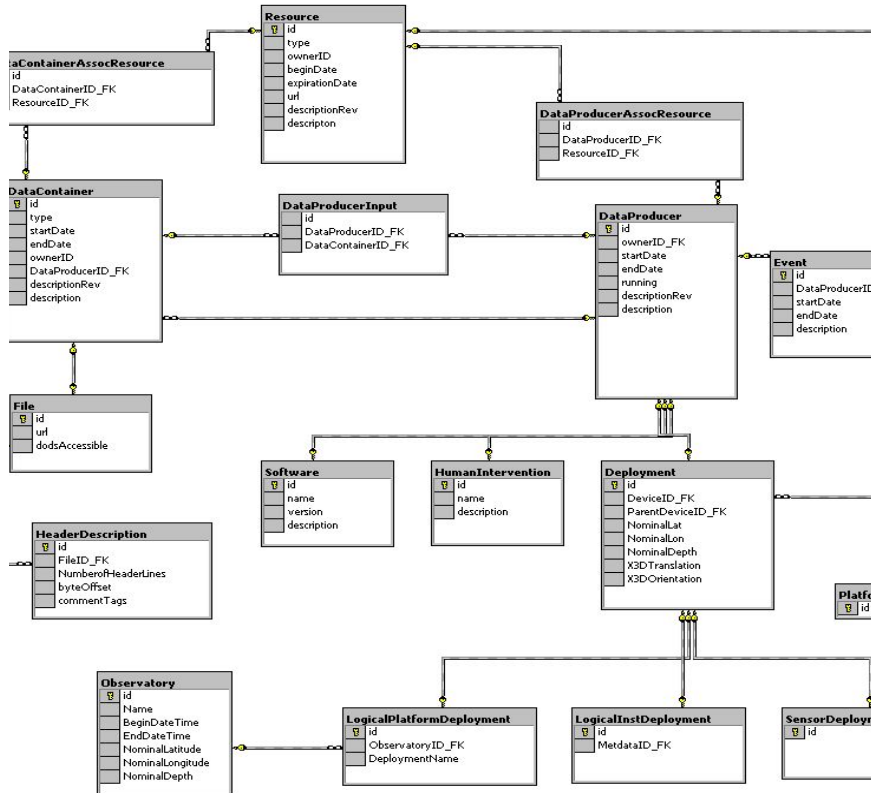 Resource
id
type
ownerID
beginDate
expirationDate
url
descriptionRev
descripton
taContainerAssocResource
id
DataContainerID_FK
ResourceID_FK
DataProducerAssocResource
id
DataProducerID_FK
ResourceID_FK
DataContainer
id
type
startDate
endDate
ownerID
DataProducerID_FK
descriptionRev
description
DataProducerInput
id
DataProducerID_FK
DataContainerID_FK
DataProducer
id
ownerID_FK
startDate
endDate
running
descriptionRev
description
Event
id
DataProducerID
startDate
endDate
description
File
id
url
dodsAccessible
Software
id
name
version
description
HumanIntervention
id
name
description
Deployment
id
DeviceID_FK
ParentDeviceID_FK
NominalLat
NominalLon
NominalDepth
X3DTranslation
X3DOrientation
HeaderDescription
id
FileID_FK
NumberofHeaderLines
byteOffset
commentTags
Platfo
id
Observatory
id
Name
BeginDateTime
EndDateTime
NominalLatitude
NominalLongitude
NominalDepth
LogicalPlatformDeployment
id
ObservatoryID_FK
DeploymentName
LogicalInstDeployment
id
MetdataID_FK
SensorDeploym
id